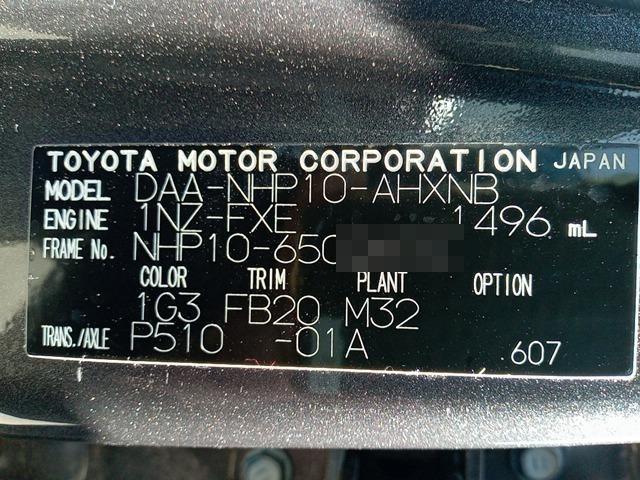 TOYOTA MOTOR CORPORATION JAPAN
MODEL DAA-NHP10-AHXNB
ENGINE 1NZ-FXE 1496 mL
FRAME No. NHP10-650
COLOR TRIM PLANT OPTION
1G3 FB20 M32
TRANS./AXLE P510 -01A 607